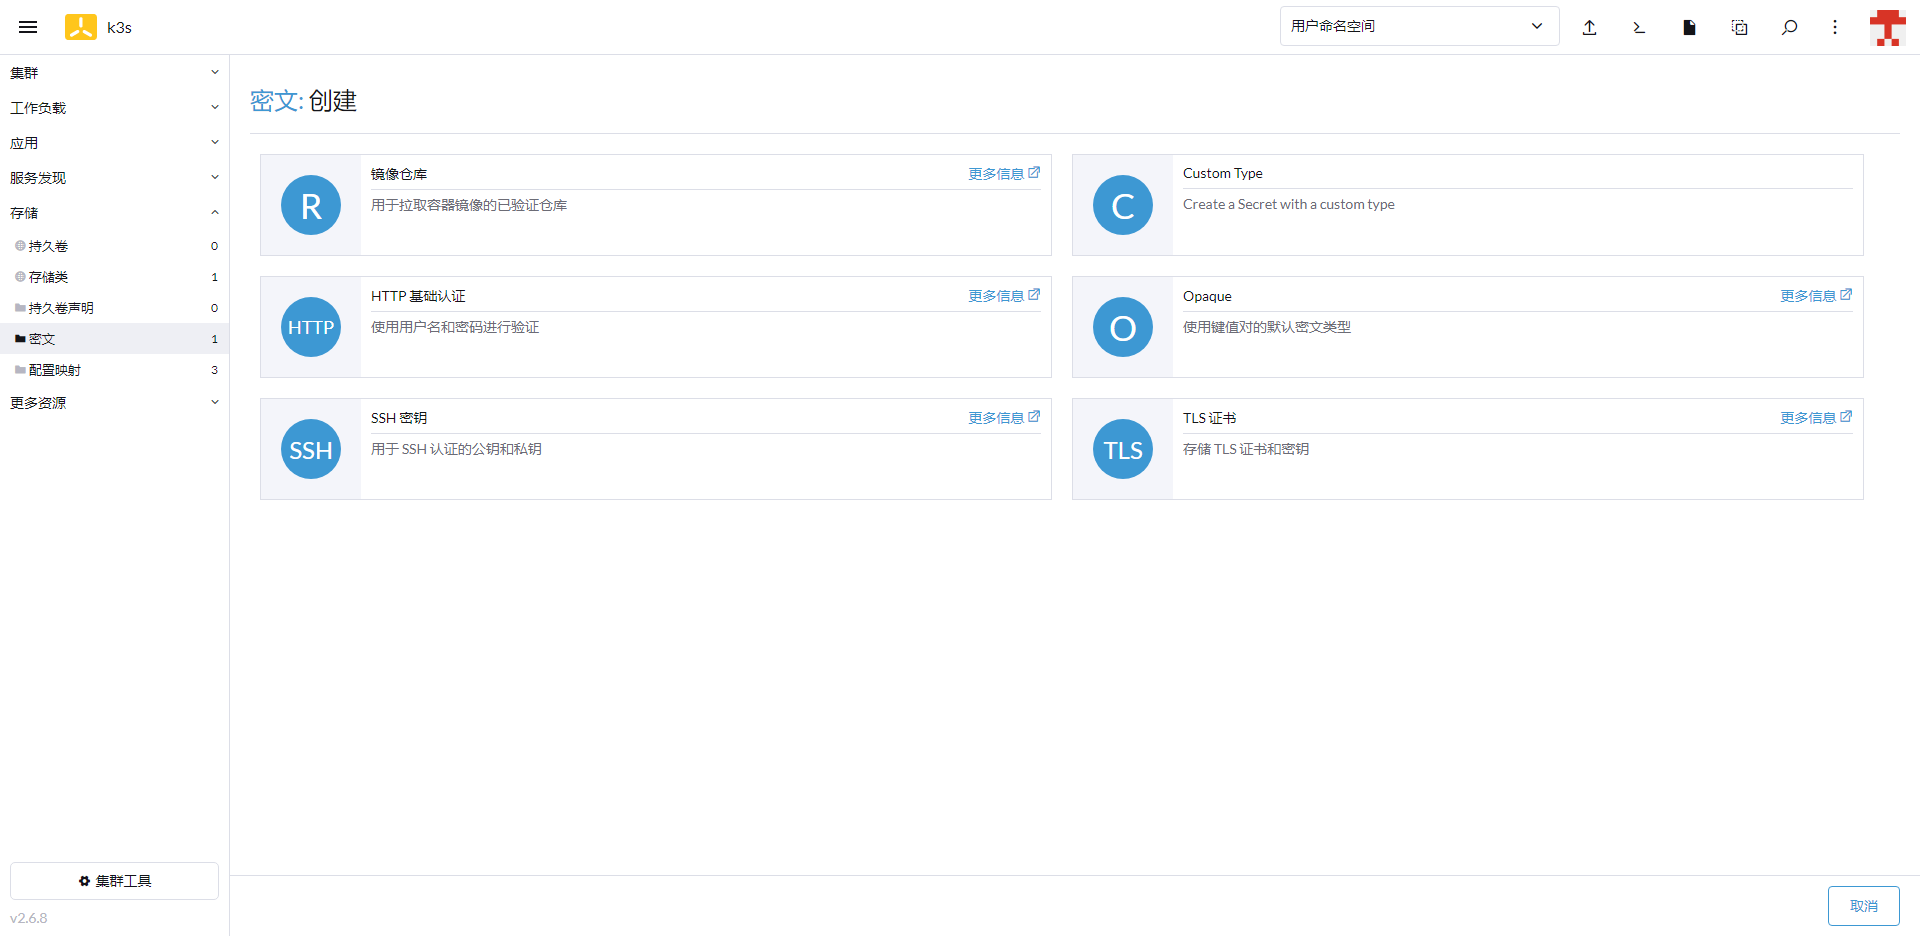 k3s
用户命名空间
集群
工作负载
应用
服务发现
存储
持久卷 0
存储类 1
持久卷声明 0
密文 1
配置映射 3
更多资源
集群工具
v2.6.8
密文: 创建
R
镜像仓库 更多信息
用于拉取容器镜像的已验证仓库
C
Custom Type
Create a Secret with a custom type
HTTP
HTTP 基础认证 更多信息
使用用户名和密码进行验证
O
Opaque 更多信息
使用键值对的默认密文类型
SSH
SSH 密钥 更多信息
用于 SSH 认证的公钥和私钥
TLS
TLS 证书 更多信息
存储 TLS 证书和密钥
取消